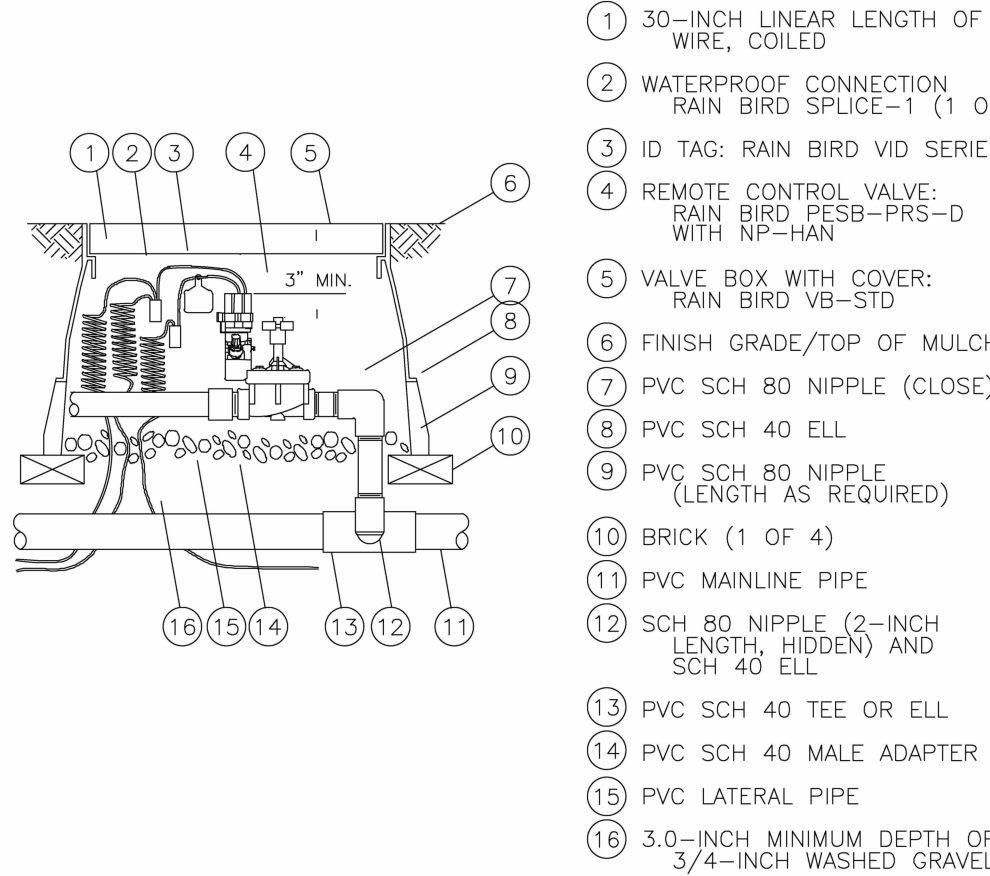 1 30-INCH LINEAR LENGTH OF
WIRE, COILED
2 WATERPROOF CONNECTION
RAIN BIRD SPLICE-1 (1 O
3 ID TAG: RAIN BIRD VID SERIE
4 REMOTE CONTROL VALVE:
RAIN BIRD PESB-PRS-D
WITH NP-HAN
5 VALVE BOX WITH COVER:
RAIN BIRD VB-STD
6 FINISH GRADE/TOP OF MULCH
7 PVC SCH 80 NIPPLE (CLOSE)
8 PVC SCH 40 ELL
9 PVC SCH 80 NIPPLE
(LENGTH AS REQUIRED)
10 BRICK (1 OF 4)
11 PVC MAINLINE PIPE
12 SCH 80 NIPPLE (2-INCH
LENGTH, HIDDEN) AND
SCH 40 ELL
13 PVC SCH 40 TEE OR ELL
14 PVC SCH 40 MALE ADAPTER
15 PVC LATERAL PIPE
16 3.0-INCH MINIMUM DEPTH OF
3/4-INCH WASHED GRAVEL
1 2 3 4 5
6
3" MIN.
7
8
9
10
16 15 14 13 12 11